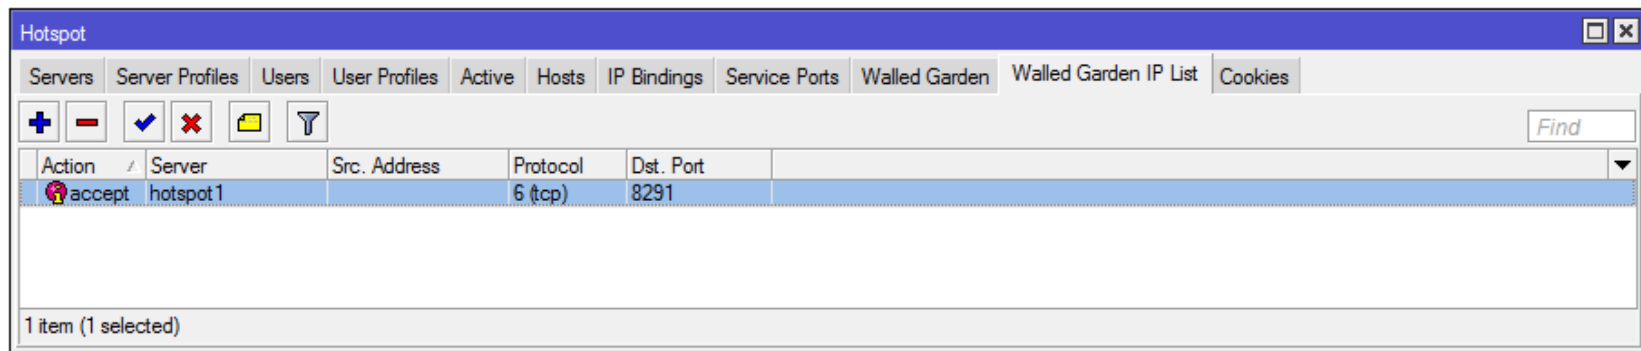 Hotspot
Servers Server Profiles Users User Profiles Active Hosts IP Bindings Service Ports Walled Garden Walled Garden IP List Cookies
Find
Action Server Src. Address Protocol Dst. Port
accept hotspot1 6 (tcp) 8291
1 item (1 selected)